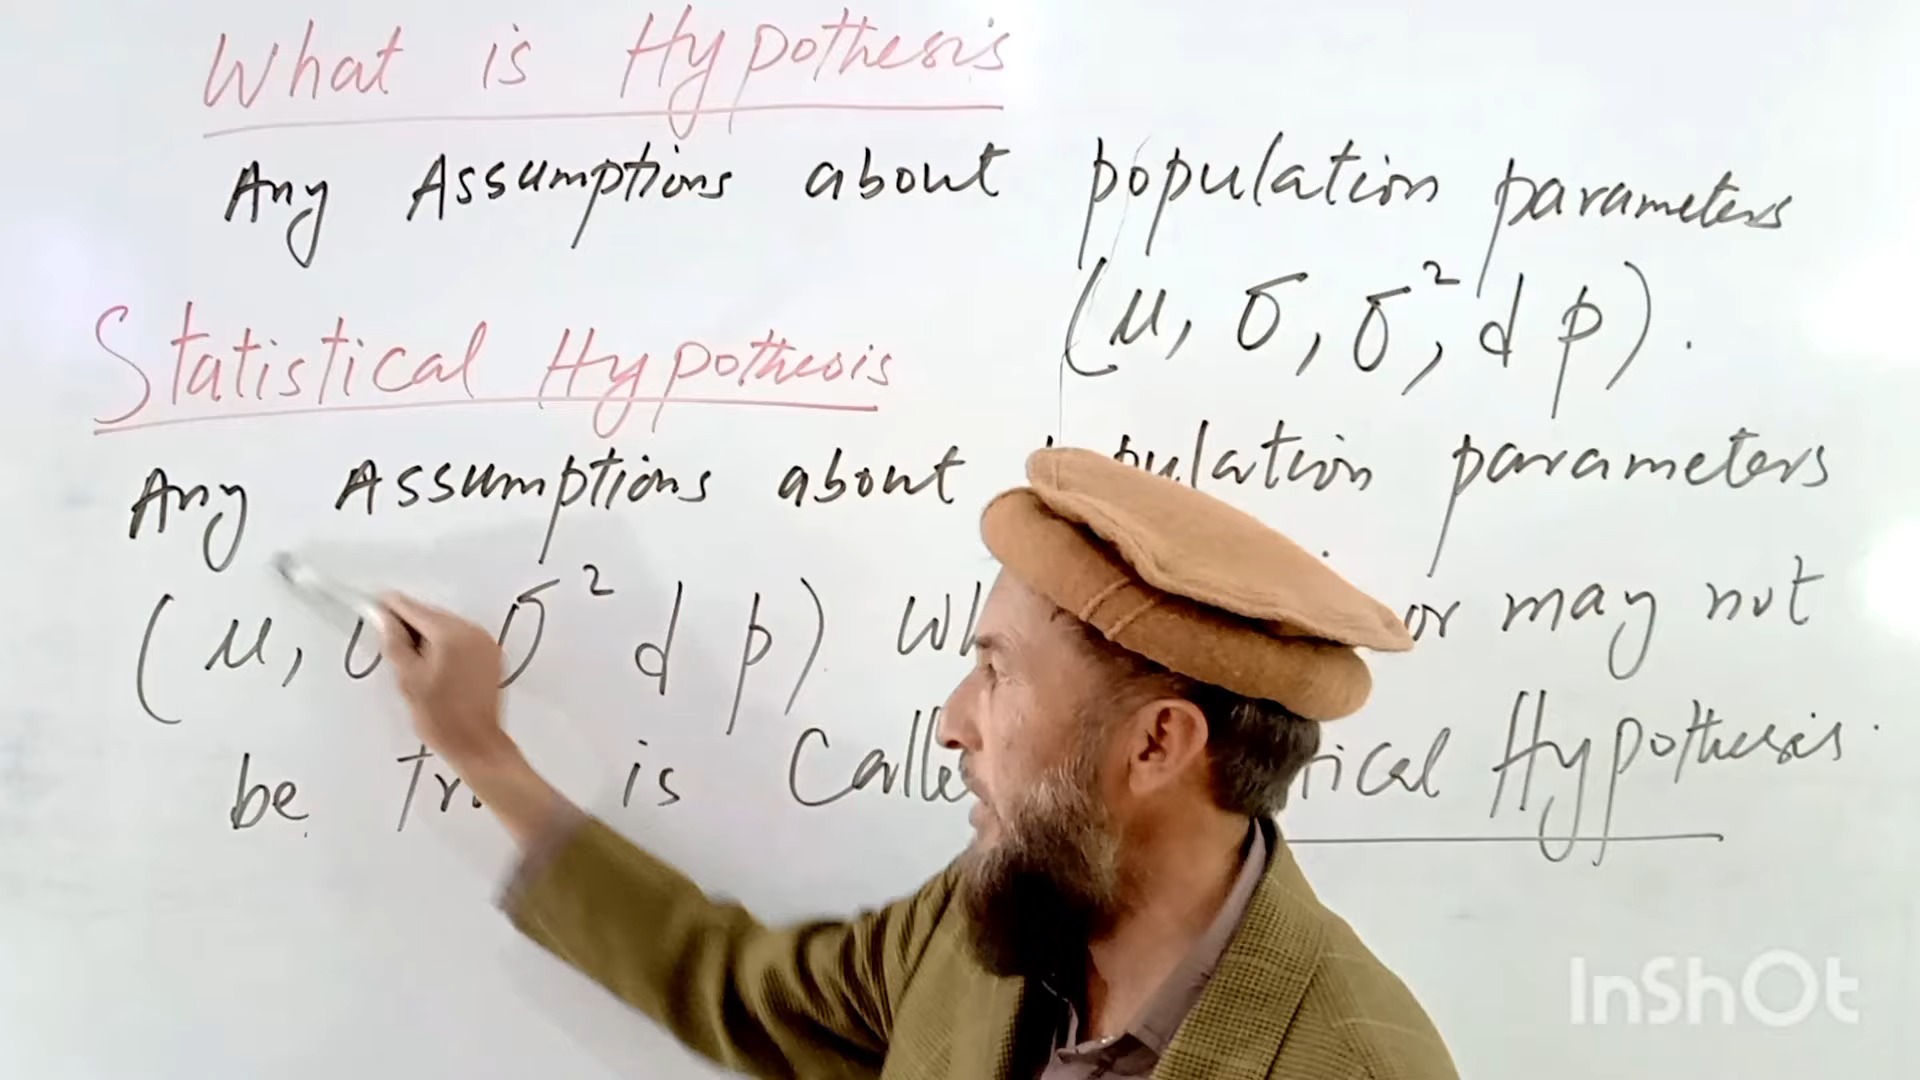 What is Hypothesis
Any Assumptions about population parameters
(μ, σ, σ², d p).
Statistical Hypothesis
Any Assumptions about parameters
(μ, σ² d p) or may not
be is Hypothesis.
InShOt